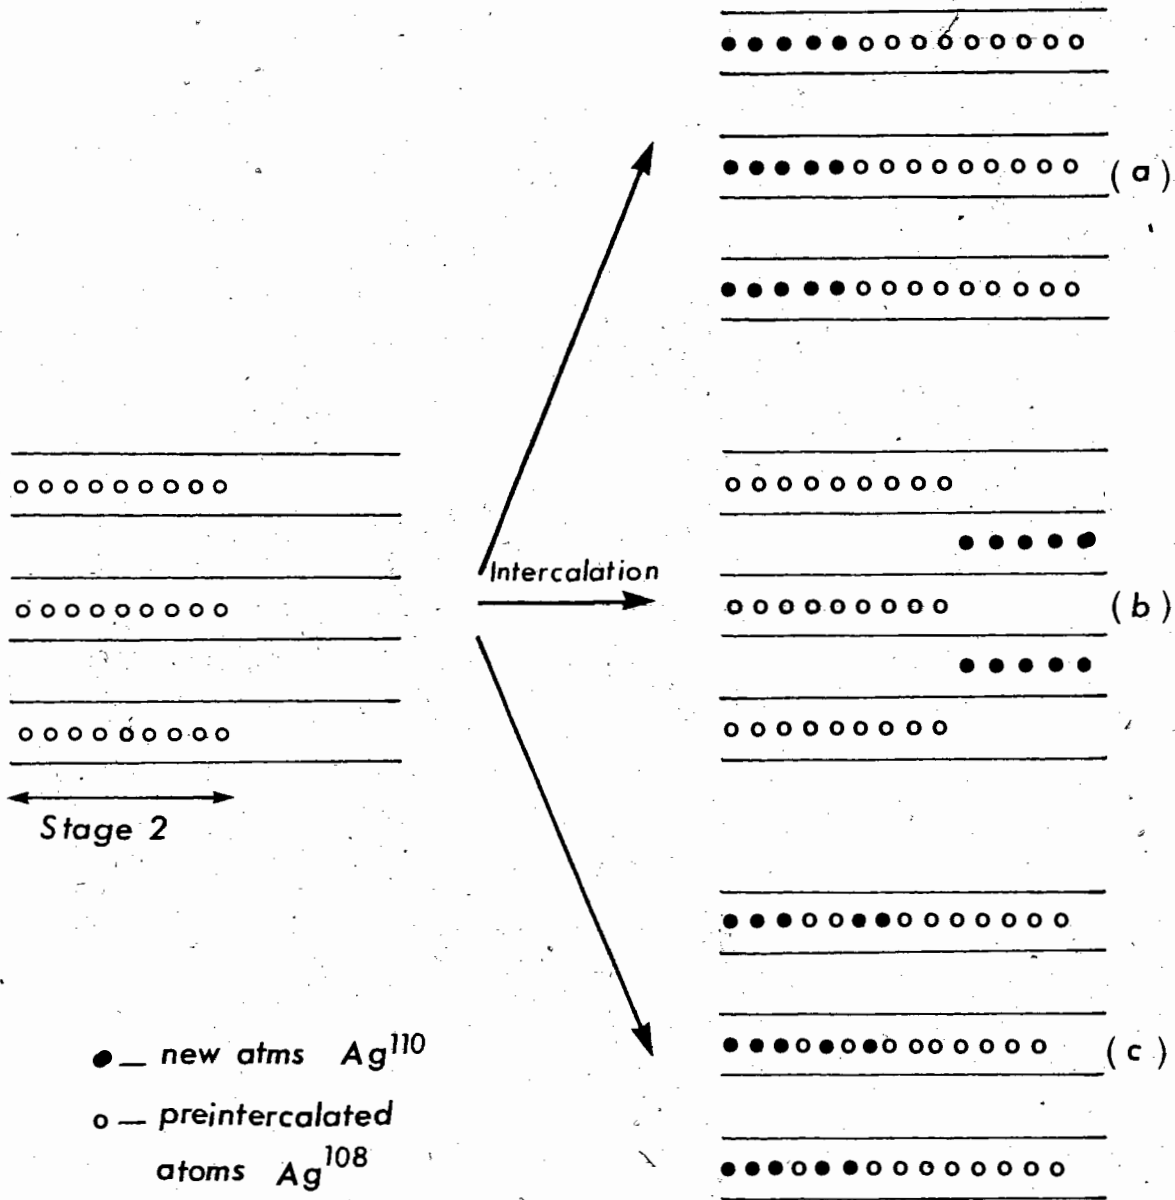 (a)
Intercalation
(b)
Stage 2
(c)
new atms Ag110
preintercalated
atoms Ag108